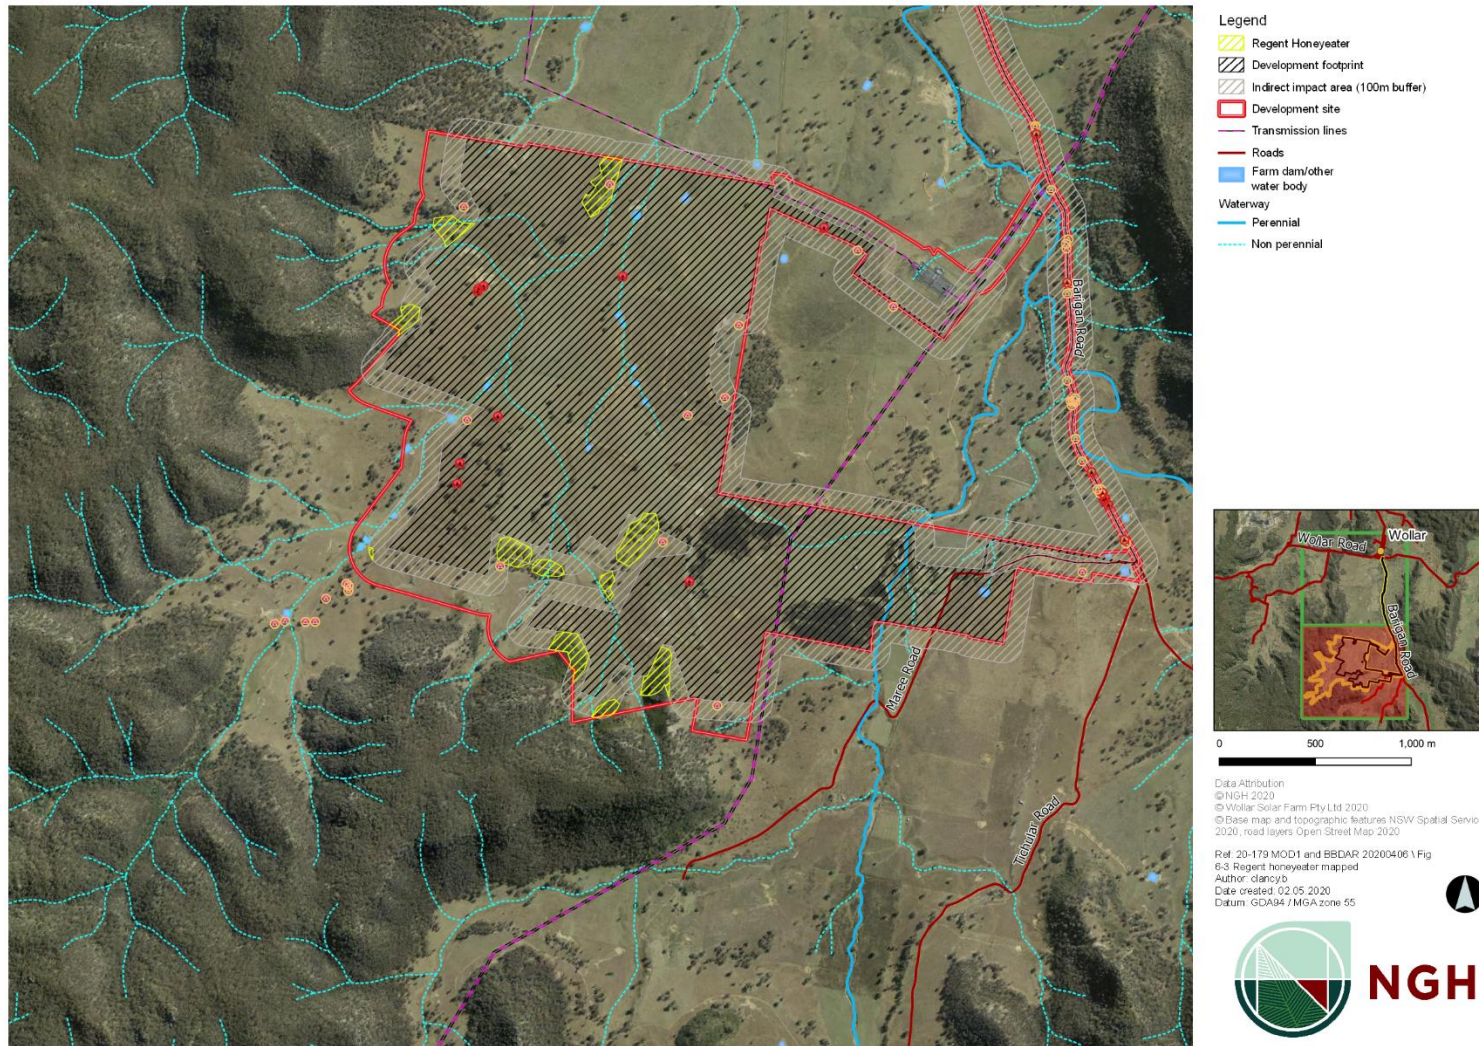 Legend
Regent Honeyeater
Development footprint
Indirect impact area (100m buffer)
Development site
Transmission lines
Roads
Farm dam/other
water body
Waterway
Perennial
Non perennial
Barigan Road
Maree Road
Tichular Road
Wollar Road
Wollar
Barigan Road
0 500 1,000 m
Data Attribution
© NGH 2020
© Wollar Solar Farm Pty Ltd 2020
© Base map and topographic features NSW Spatial Servic
2020, road layers Open Street Map 2020
Ref: 20-179 MOD1 and BBDAR 20200406 \ Fig
6-3 Regent honeyeater mapped
Author: clancy.b
Date created: 02.05.2020
Datum: GDA94 / MGA zone 55
NGH